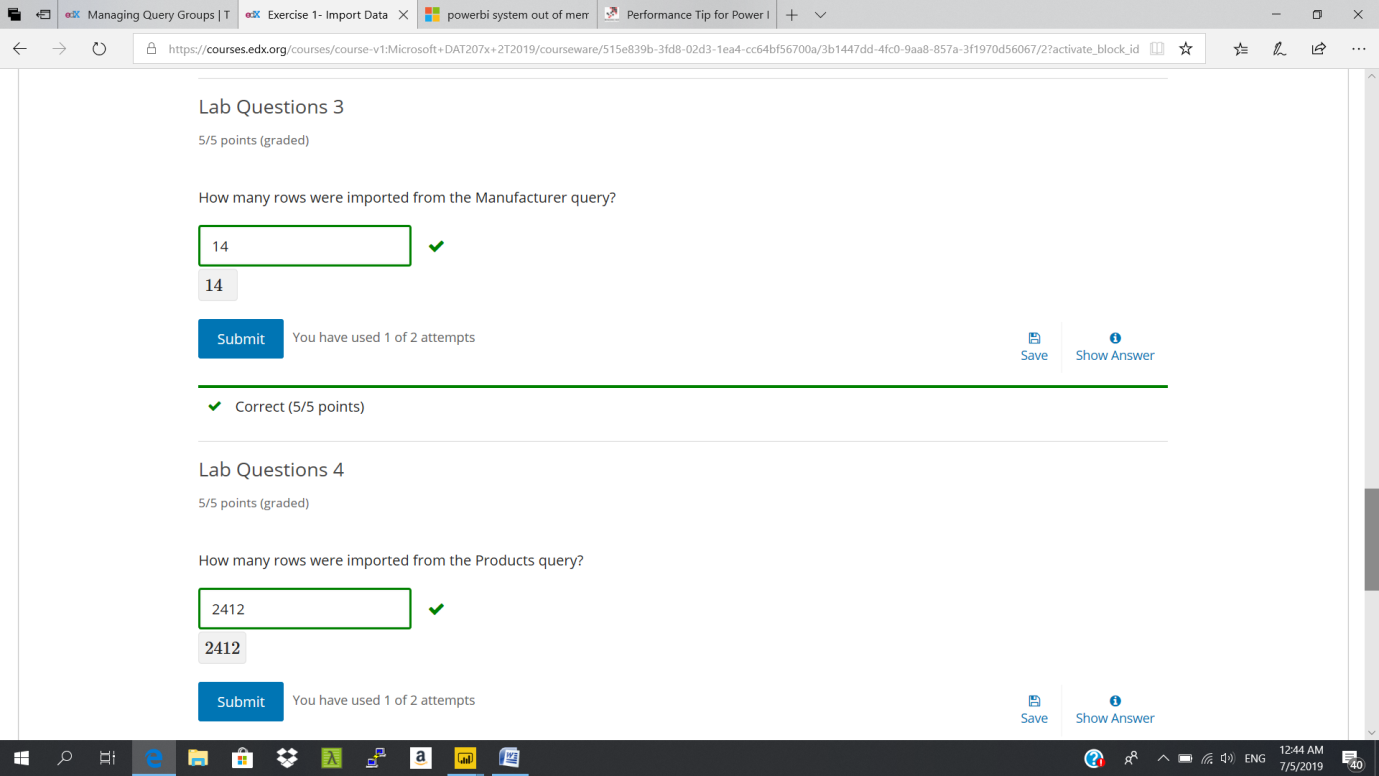 edX Managing Query Groups | T
edX Exercise 1- Import Data
powerbi system out of mem
Performance Tip for Power I
https://courses.edx.org/courses/course-v1:Microsoft+DAT207x+2T2019/courseware/515e839b-3fd8-02d3-1ea4-cc64bf56700a/3b1447dd-4fc0-9aa8-857a-3f1970d56067/2?activate_block_id
Lab Questions 3
5/5 points (graded)
How many rows were imported from the Manufacturer query?
14
14
Submit
You have used 1 of 2 attempts
Save
Show Answer
Correct (5/5 points)
Lab Questions 4
5/5 points (graded)
How many rows were imported from the Products query?
2412
2412
Submit
You have used 1 of 2 attempts
Save
Show Answer
a
W
ENG
12:44 AM
7/5/2019
40